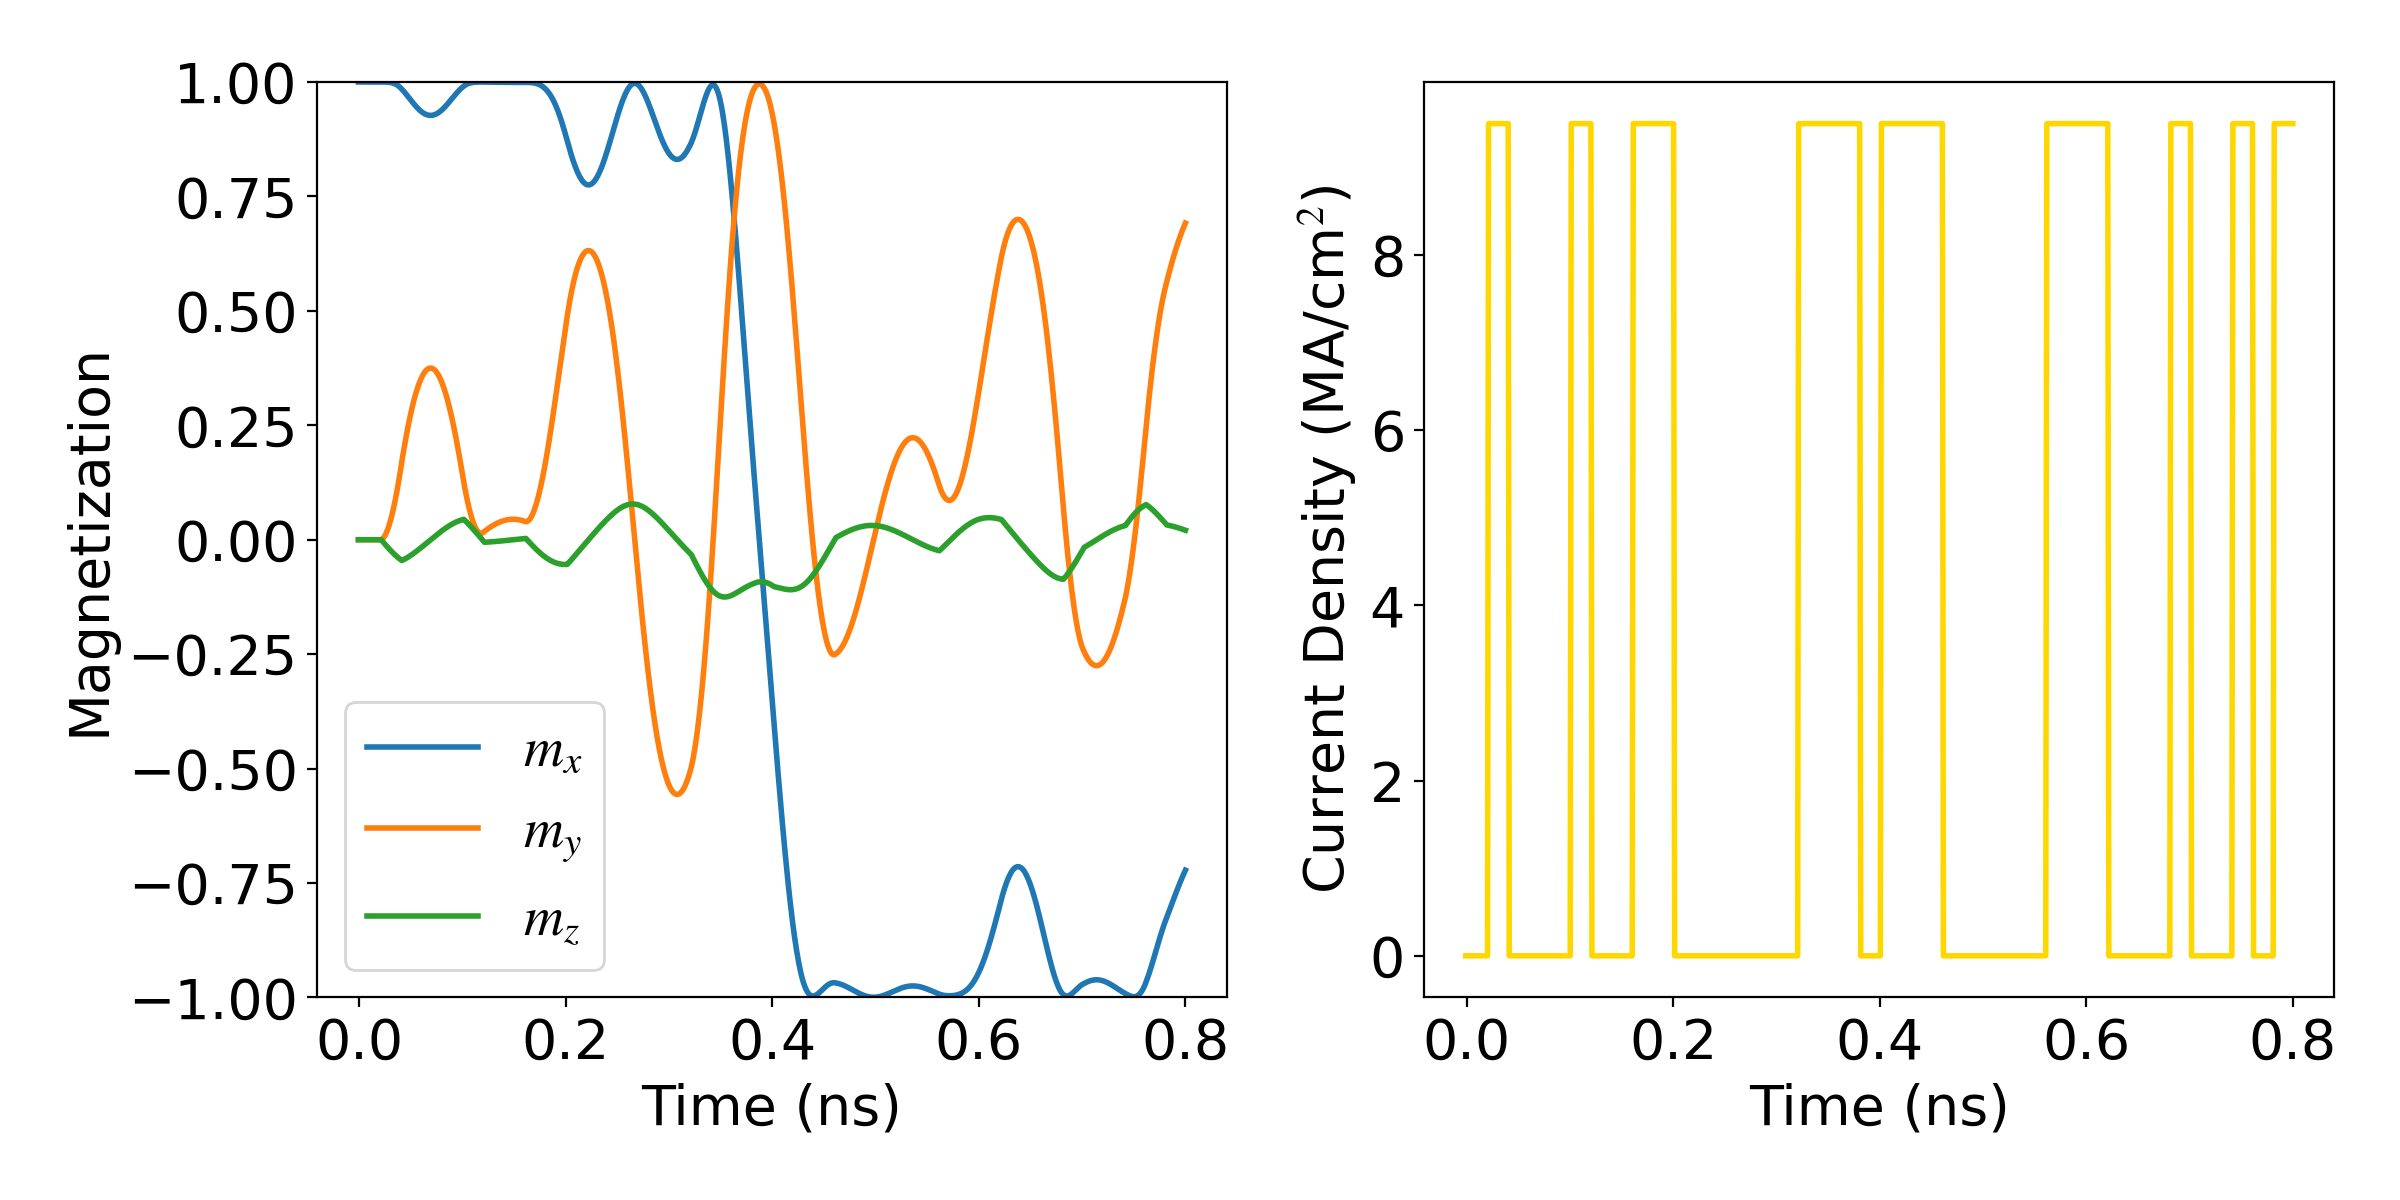 Magnetization
1.00
0.75
0.50
0.25
0.00
−0.25
−0.50
−0.75
−1.00
m_x
m_y
m_z
0.0 0.2 0.4 0.6 0.8
Time (ns)
Current Density (MA/cm²)
8
6
4
2
0
0.0 0.2 0.4 0.6 0.8
Time (ns)